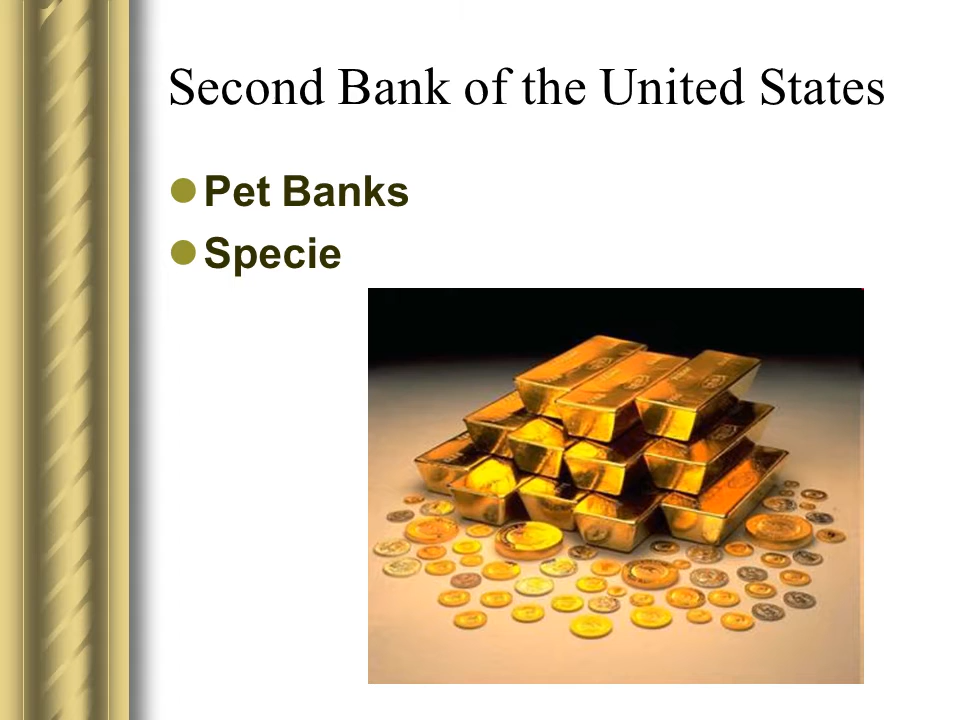 Second Bank of the United States
Pet Banks
Specie